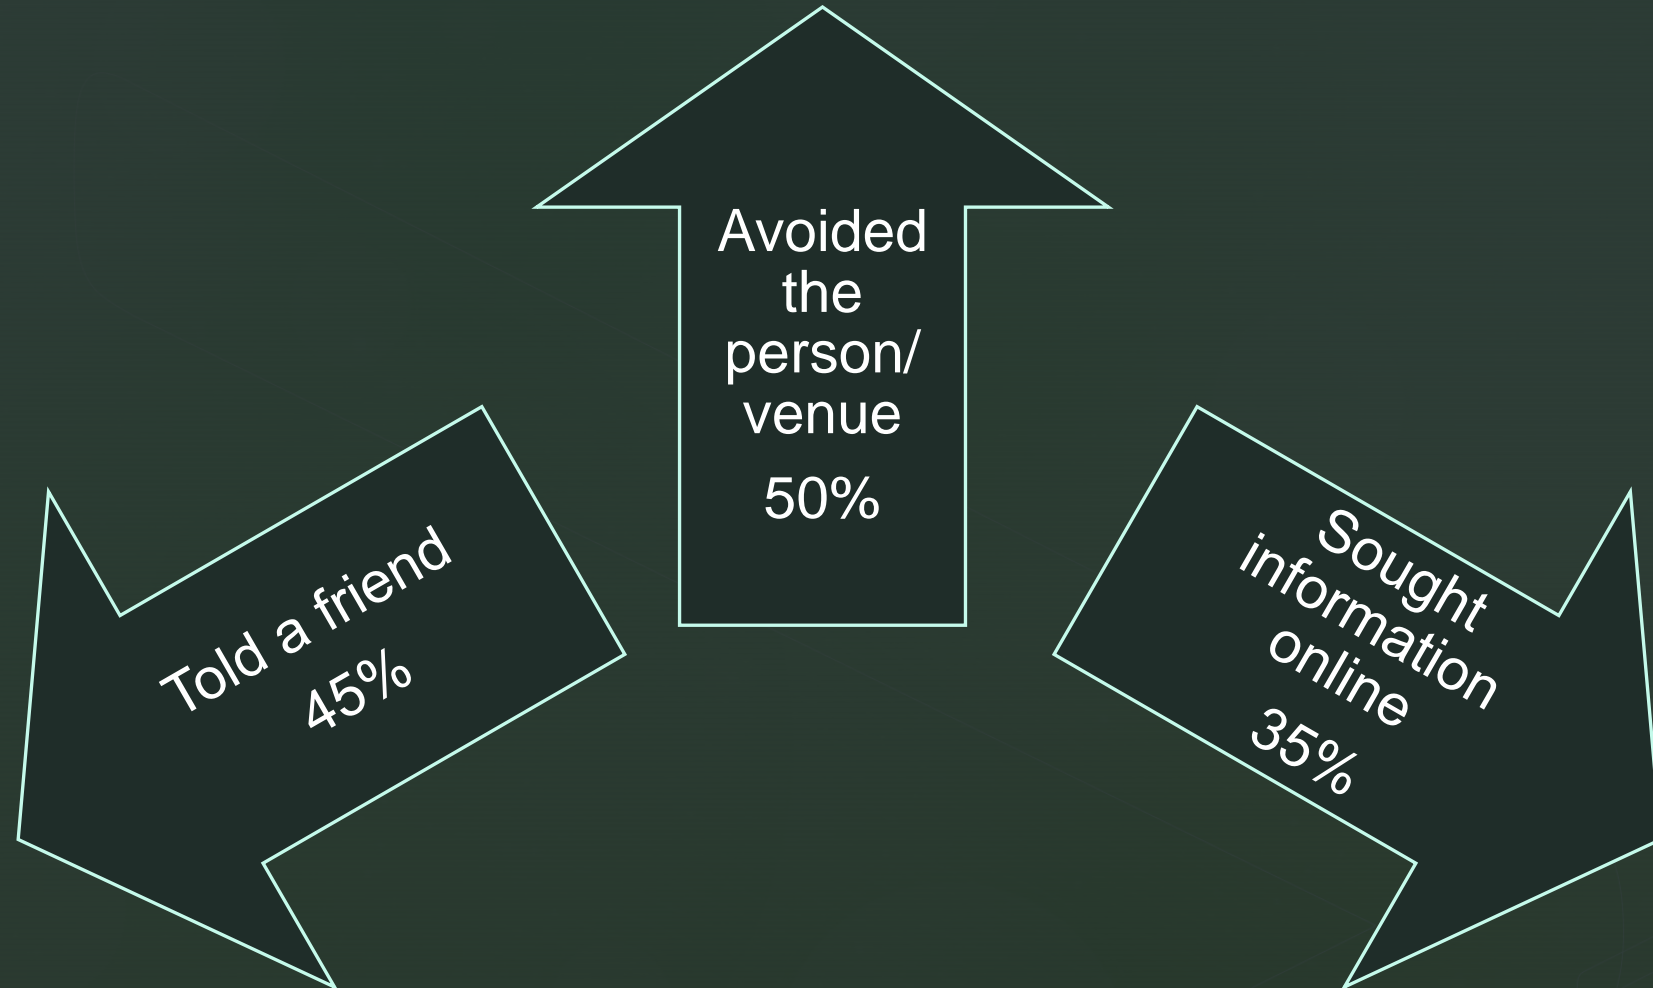 Avoided
the
person/
venue
50%
Told a friend
45%
Sought
information
online
35%